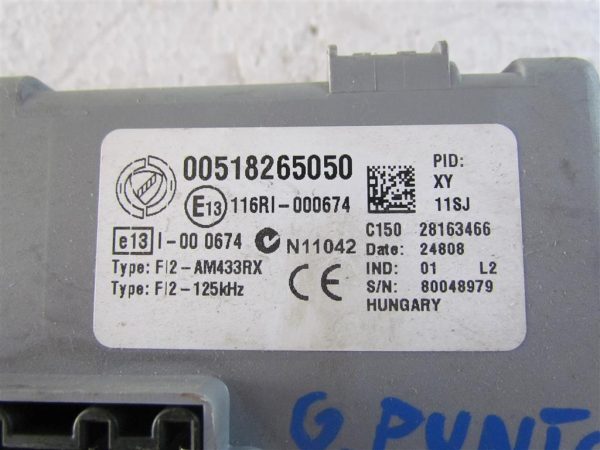 00518265050
E13 116RI-000674
e13 I-00 0674 N11042
Type: FI2-AM433RX
Type: FI2-125kHz
CE
PID:
XY
11SJ
C150 28163466
Date: 24808
IND: 01 L2
S/N: 80048979
HUNGARY
G. PUNTO